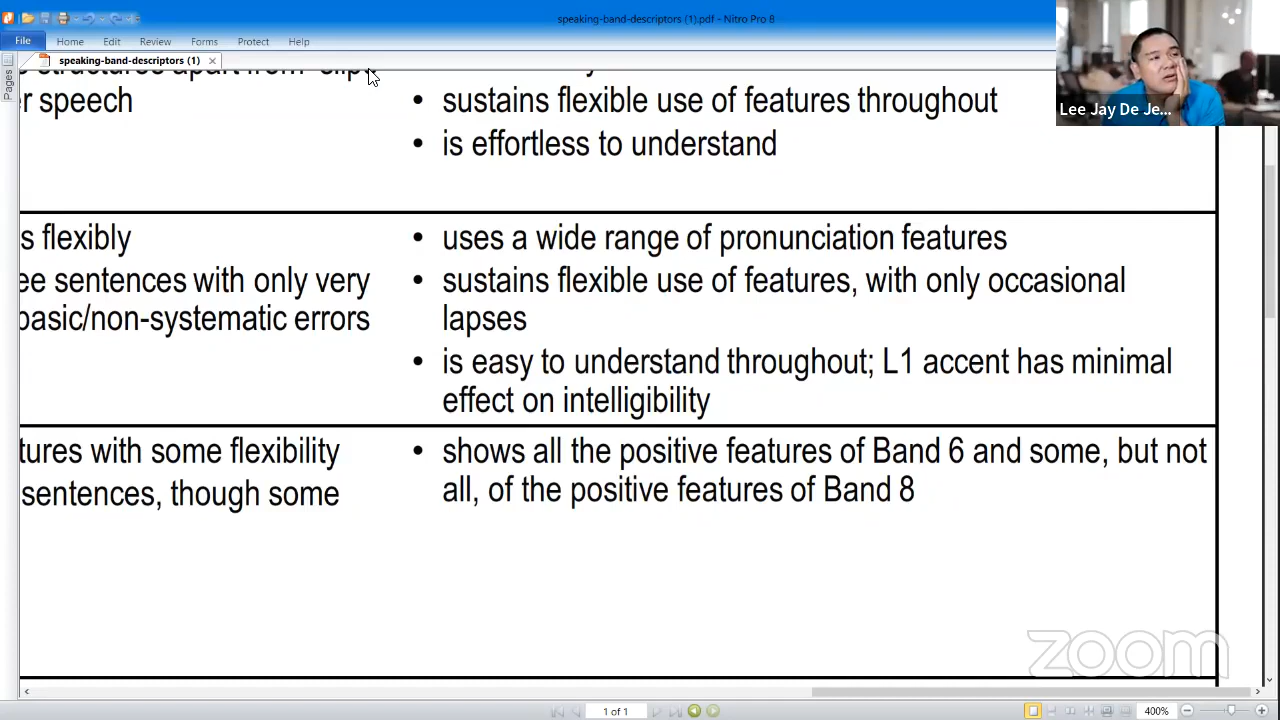 speaking-band-descriptors (1).pdf - Nitro Pro 8
File Home Edit Review Forms Protect Help
speaking-band-descriptors (1)
Pages
structures apart from
r speech
• sustains flexible use of features throughout
• is effortless to understand
s flexibly
ee sentences with only very
basic/non-systematic errors
• uses a wide range of pronunciation features
• sustains flexible use of features, with only occasional
lapses
• is easy to understand throughout; L1 accent has minimal
effect on intelligibility
tures with some flexibility
sentences, though some
• shows all the positive features of Band 6 and some, but not
all, of the positive features of Band 8
Lee Jay De Je...
zoom
1 of 1
400%